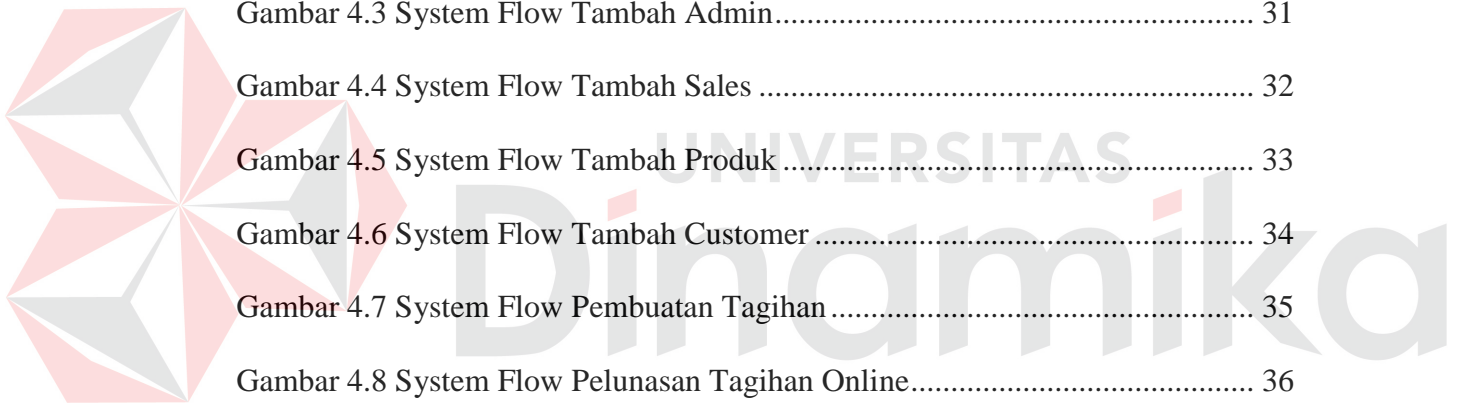 Gambar 4.3 System Flow Tambah Admin............................................................ 31
Gambar 4.4 System Flow Tambah Sales .............................................................. 32
UNIVERSITAS
Gambar 4.5 System Flow Tambah Produk ........................................................... 33
Dinamika
Gambar 4.6 System Flow Tambah Customer ....................................................... 34
Gambar 4.7 System Flow Pembuatan Tagihan ..................................................... 35
Gambar 4.8 System Flow Pelunasan Tagihan Online........................................... 36